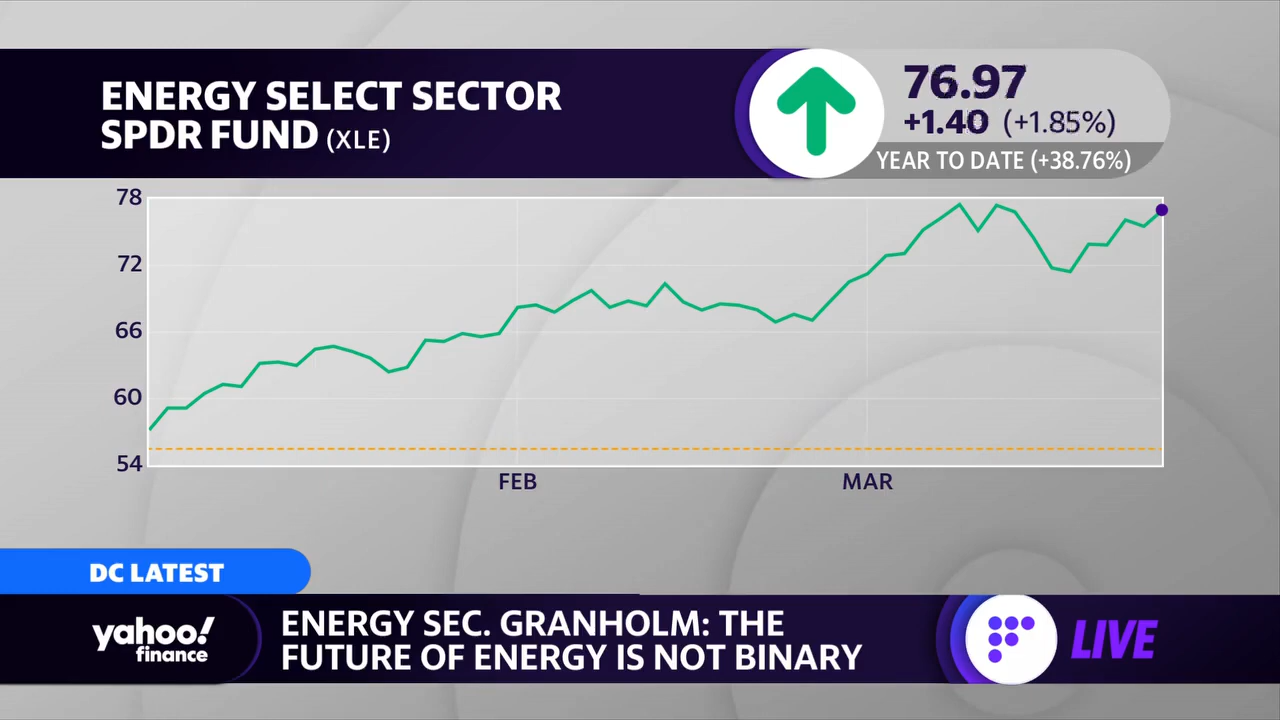 ENERGY SELECT SECTOR
SPDR FUND (XLE)
76.97
+1.40 (+1.85%)
YEAR TO DATE (+38.76%)
78
72
66
60
54
FEB MAR
DC LATEST
yahoo!
finance
ENERGY SEC. GRANHOLM: THE
FUTURE OF ENERGY IS NOT BINARY
LIVE